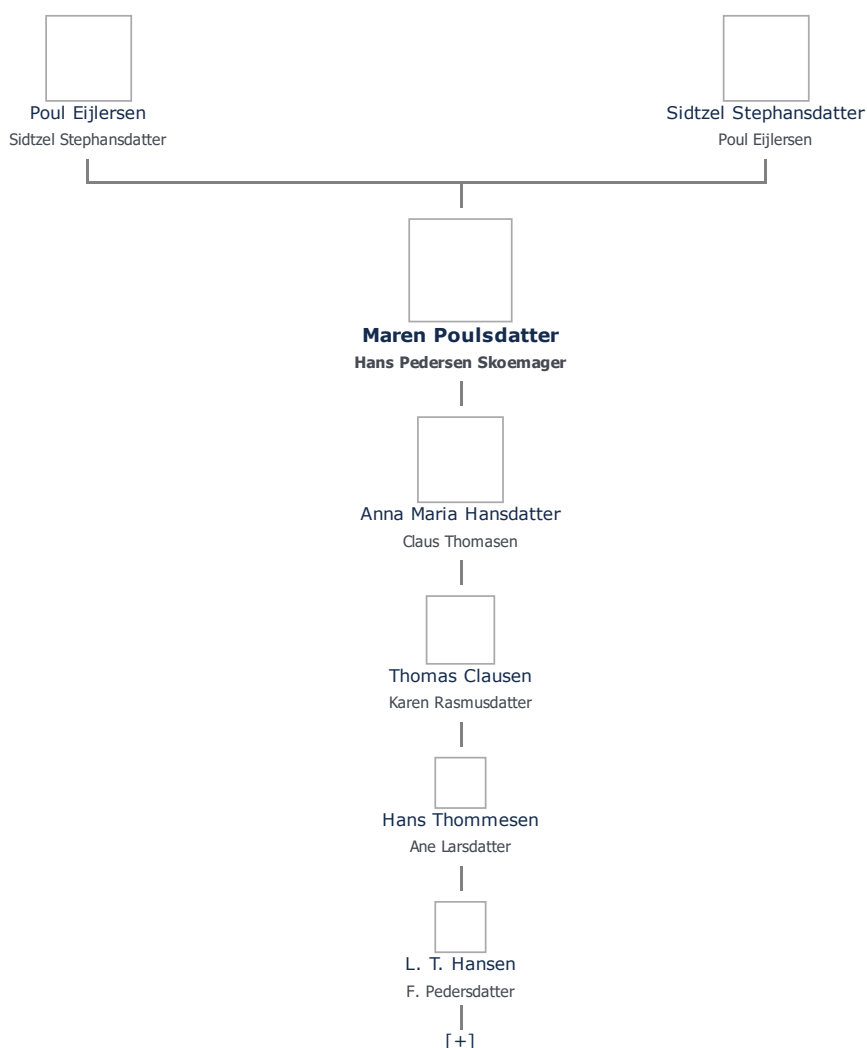 Poul Eijlersen
Sidtzel Stephansdatter
Sidtzel Stephansdatter
Poul Eijlersen
Maren Poulsdatter
Hans Pedersen Skoemager
Anna Maria Hansdatter
Claus Thomasen
Thomas Clausen
Karen Rasmusdatter
Hans Thommesen
Ane Larsdatter
L. T. Hansen
F. Pedersdatter
[+]